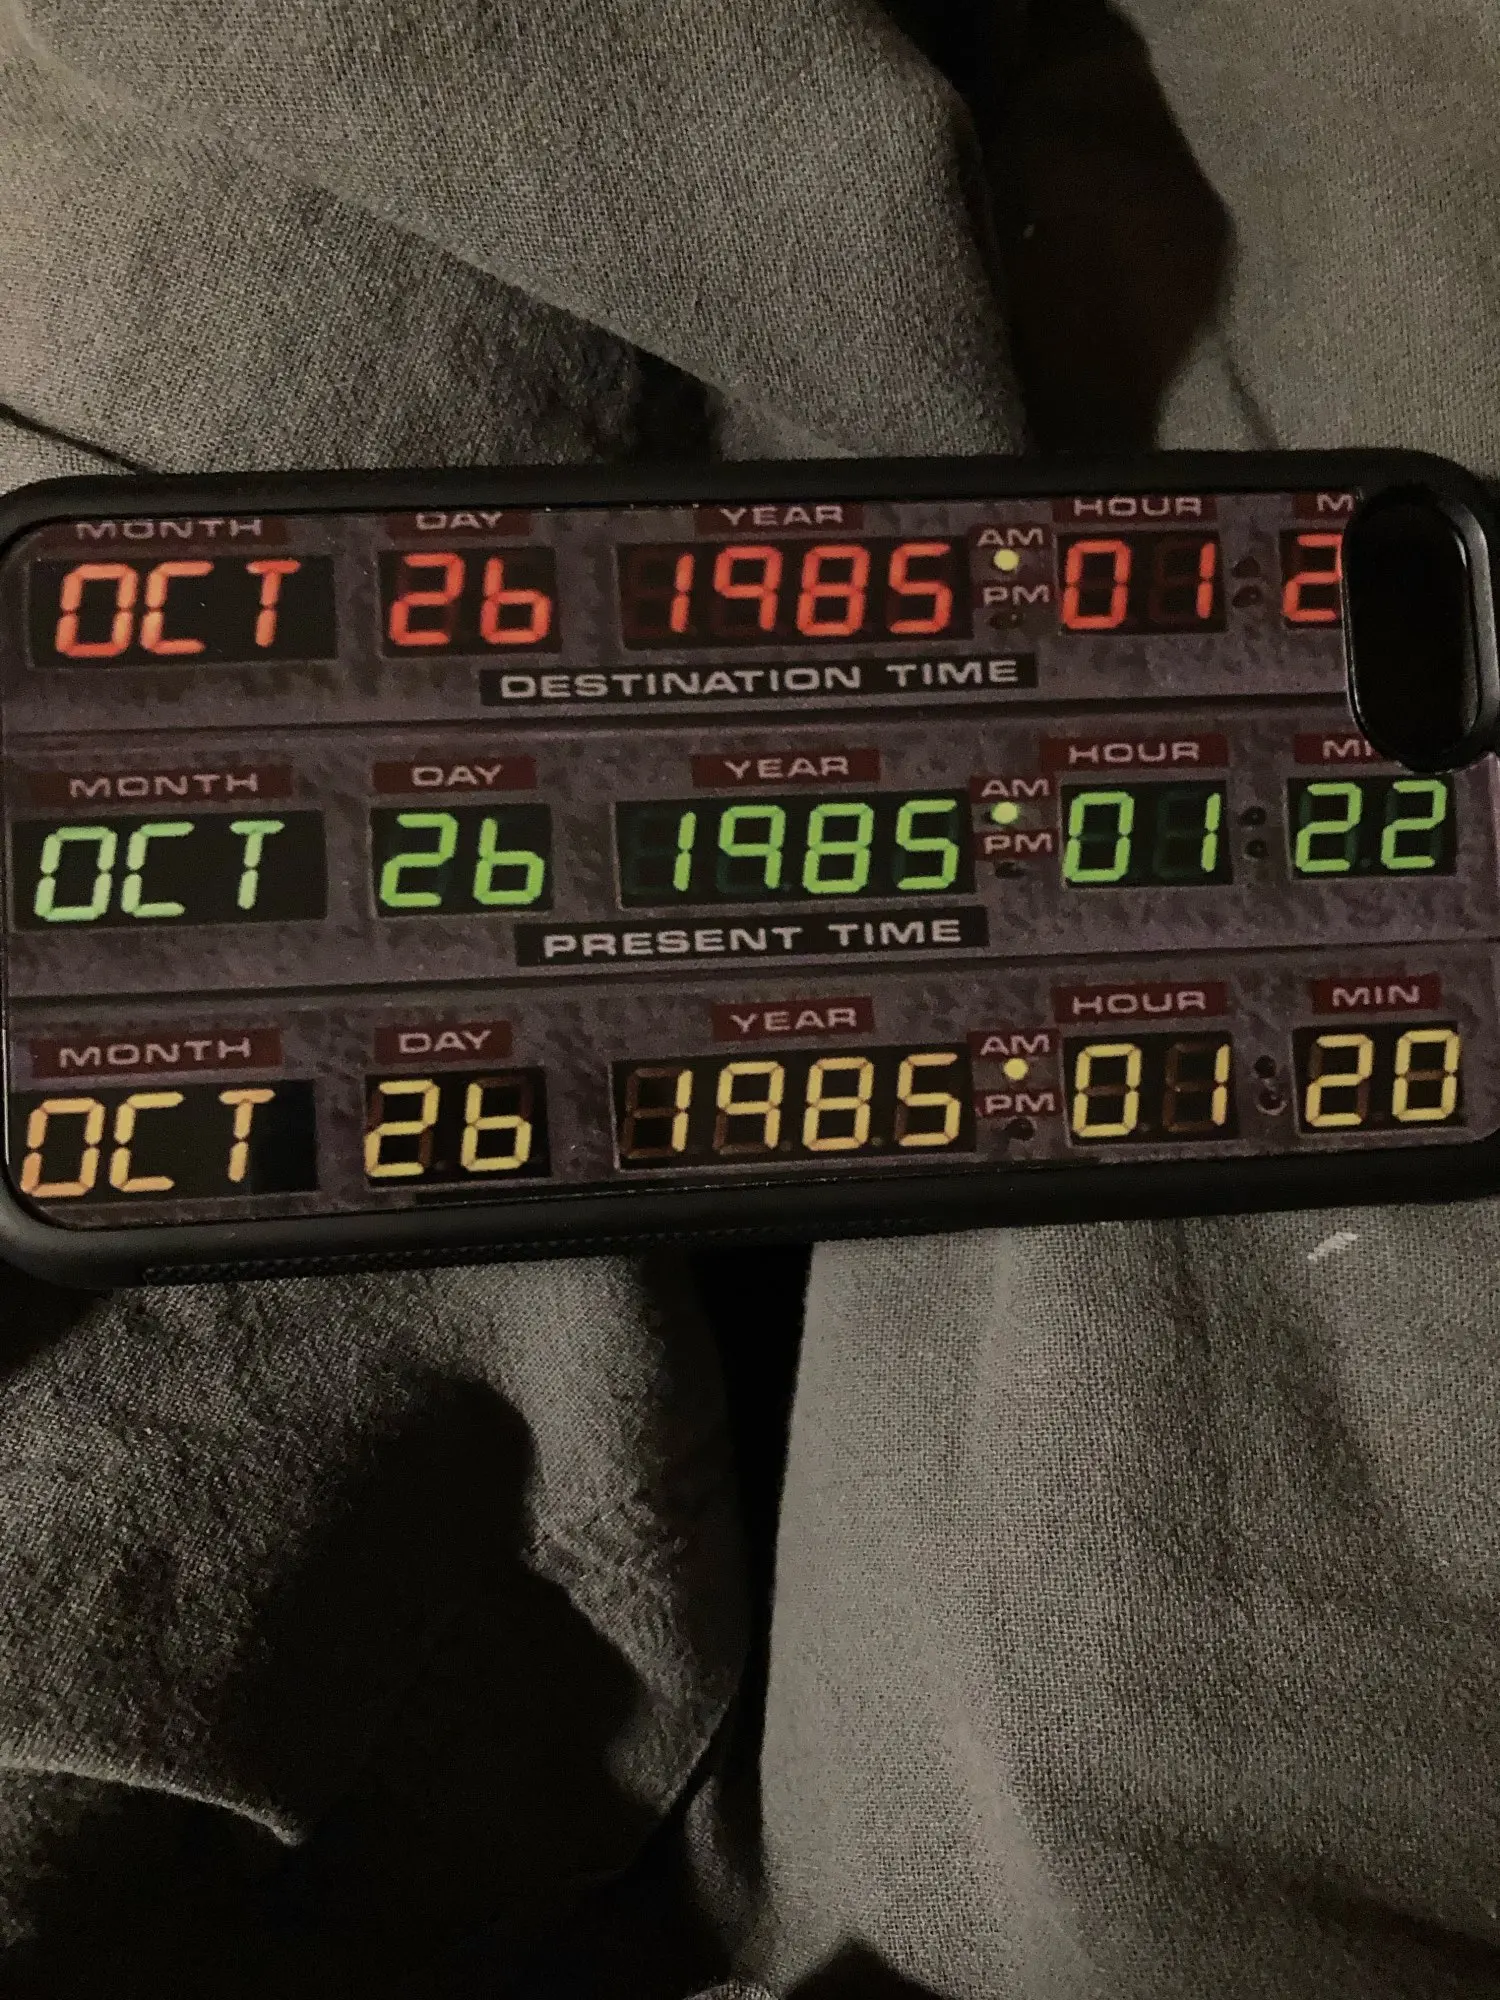 MONTH DAY YEAR AM HOUR
OCT 26 1985 PM 01 2
DESTINATION TIME
MONTH DAY YEAR AM HOUR
OCT 26 1985 PM 01 22
PRESENT TIME
MONTH DAY YEAR AM HOUR MIN
OCT 26 1985 PM 01 20